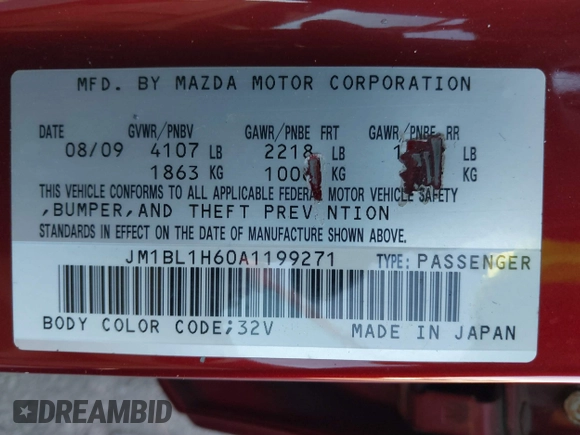 MFD. BY MAZDA MOTOR CORPORATION
DATE GVWR/PNBV GAWR/PNBE FRT GAWR/PNBE RR
08/09 4107 LB 2218 LB LB
1863 KG KG KG
THIS VEHICLE CONFORMS TO ALL APPLICABLE FEDERAL MOTOR VEHICLE SAFETY
,BUMPER,AND THEFT PREVENTION
STANDARDS IN EFFECT ON THE DATE OF MANUFACTURE SHOWN ABOVE.
JM1BL1H60A1199271 TYPE: PASSENGER
BODY COLOR CODE;32V MADE IN JAPAN
DREAMBID